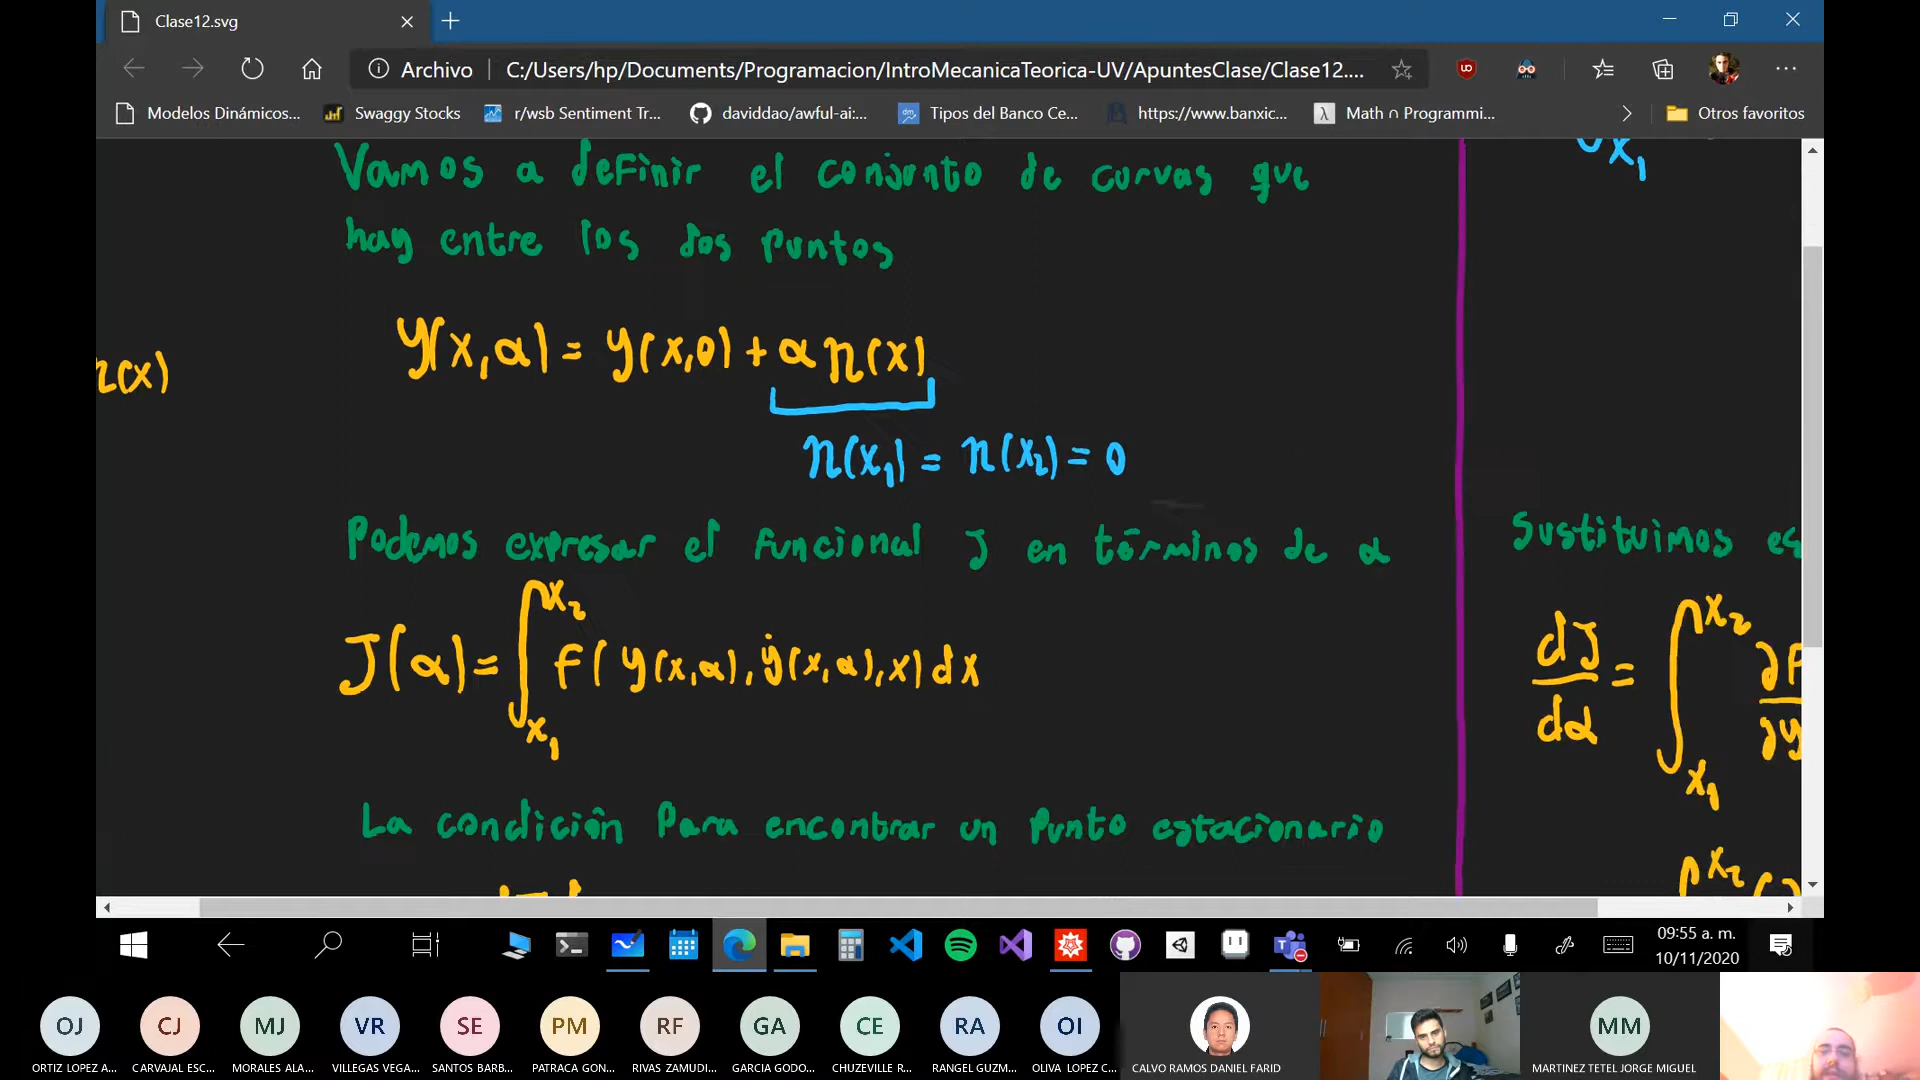 Clase12.svg
Archivo | C:/Users/hp/Documents/Programacion/IntroMecanicaTeorica-UV/ApuntesClase/Clase12....
Modelos Dinámicos... Swaggy Stocks r/wsb Sentiment Tr... daviddao/awful-ai:... Tipos del Banco Ce... https://www.banxic... Math ∩ Programmi... Otros favoritos
x₁
Vamos a definir el conjunto de curvas que
hay entre los dos puntos
y(x,α) = y(x,0) + α η(x)
η(x)
η(x₁) = η(x₂) = 0
Podemos expresar el funcional J en términos de α
J(α) = ∫_{x₁}^{x₂} f( y(x,α), ẏ(x,α), x) dx
La condición para encontrar un punto estacionario
Sustituimos es
dJ/dα = ∫_{x₁}^{x₂} ∂f/∂y
∫ x₂ (∂
09:55 a. m.
10/11/2020
OJ CJ MJ VR SE PM RF GA CE RA OI MM
ORTIZ LOPEZ A... CARVAJAL ESC... MORALES ALA... VILLEGAS VEGA... SANTOS BARB... PATRACA GON... RIVAS ZAMUDI... GARCIA GODO... CHUZEVILLE R... RANGEL GUZM... OLIVA LOPEZ C... CALVO RAMOS DANIEL FARID MARTINEZ TETEL JORGE MIGUEL